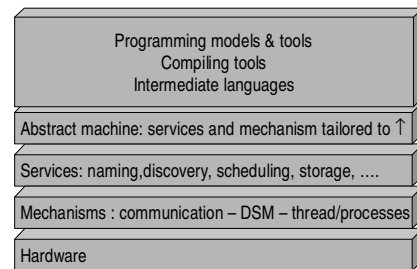 Programming models & tools
Compiling tools
Intermediate languages
Abstract machine: services and mechanism tailored to ↑
Services: naming,discovery, scheduling, storage, ….
Mechanisms : communication – DSM – thread/processes
Hardware